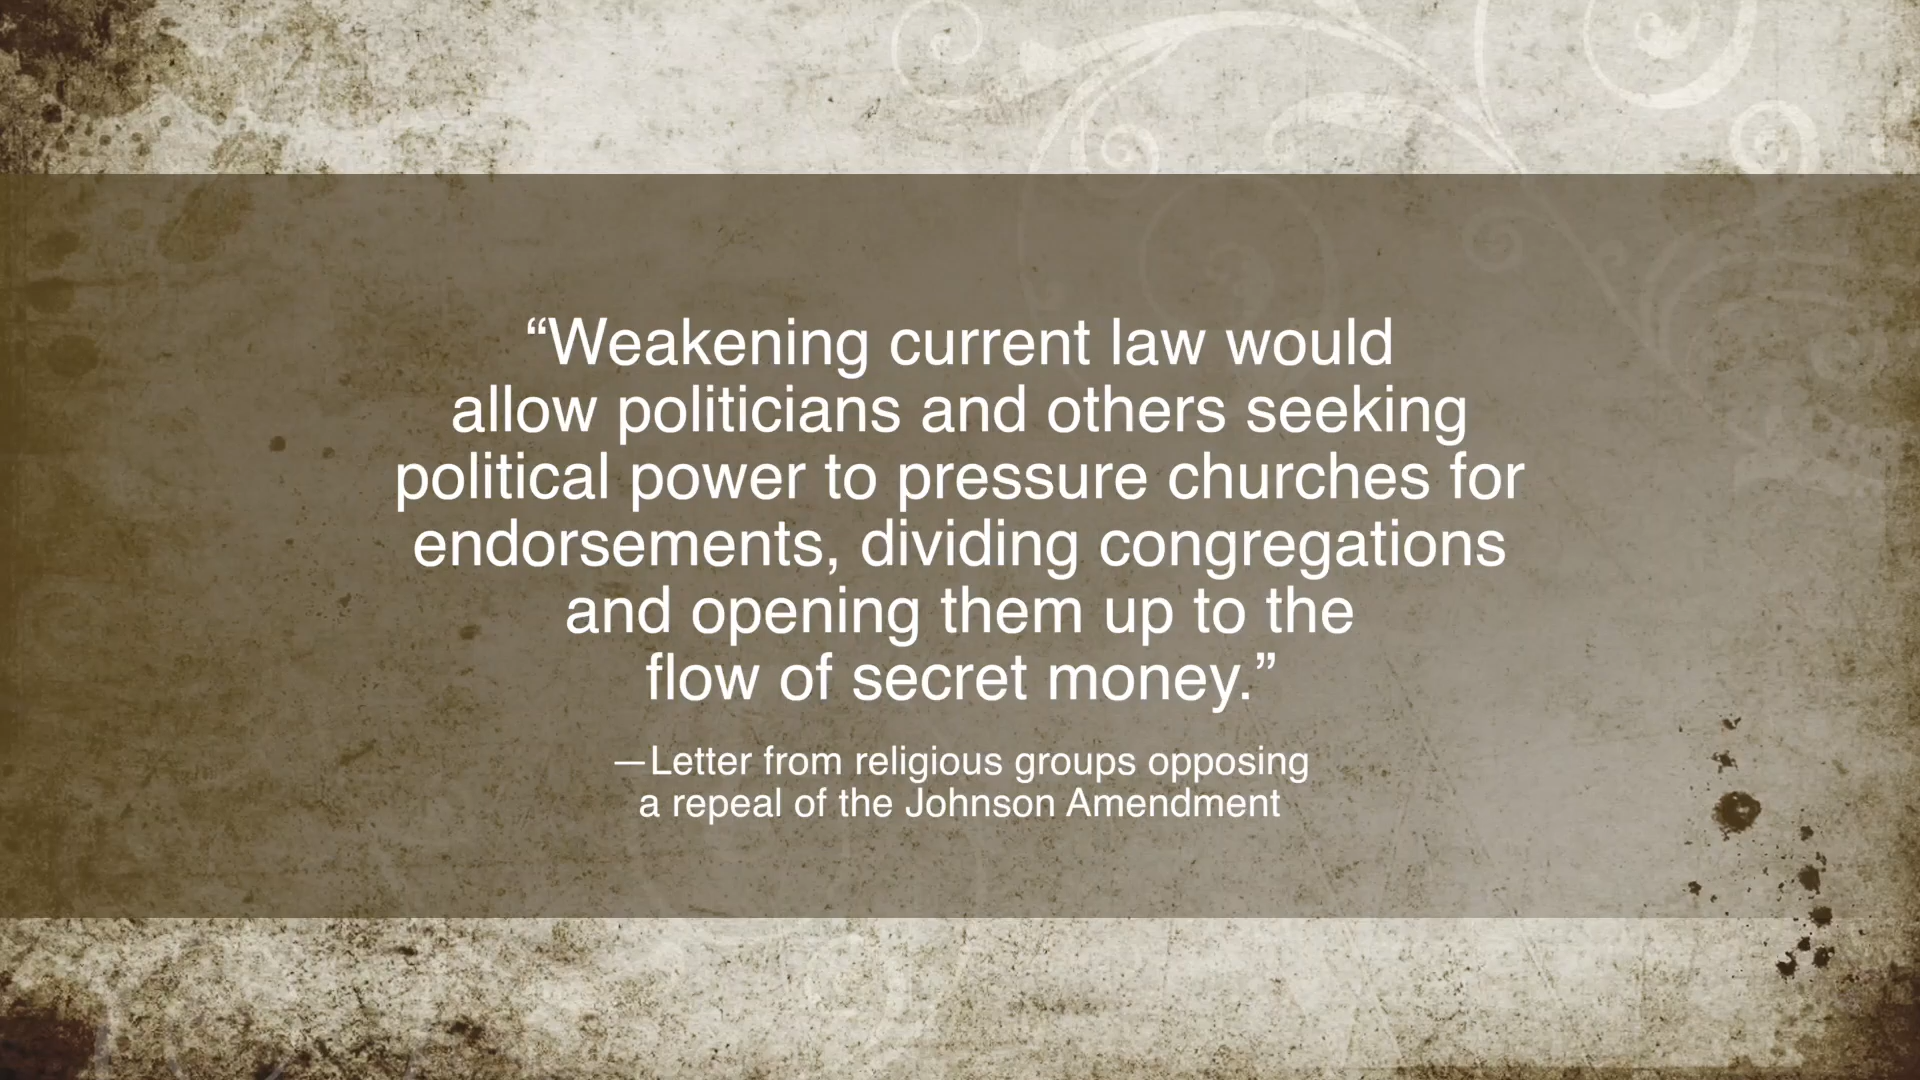 “Weakening current law would
allow politicians and others seeking
political power to pressure churches for
endorsements, dividing congregations
and opening them up to the
flow of secret money.”
—Letter from religious groups opposing
a repeal of the Johnson Amendment